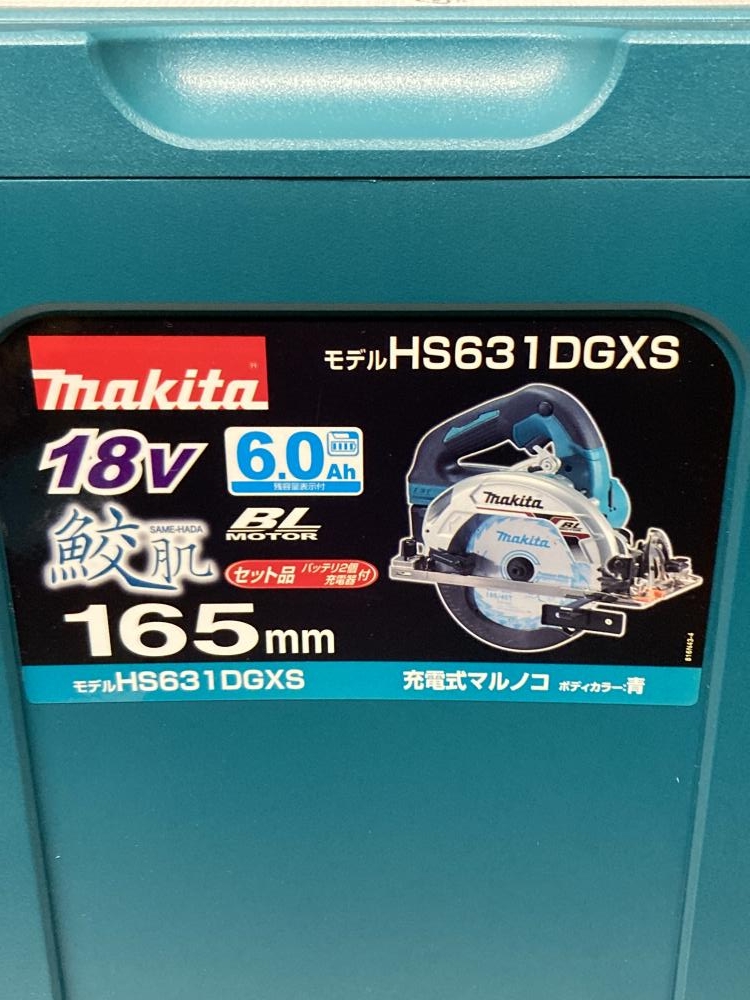 makita
モデルHS631DGXS
18V
6.0Ah
残容量表示付
鮫肌
SAME-HADA
BL
MOTOR
セット品 バッテリ2個 充電器 付
165mm
makita
BL
makita
816N43-4
モデルHS631DGXS
充電式マルノコ ボディカラー:青